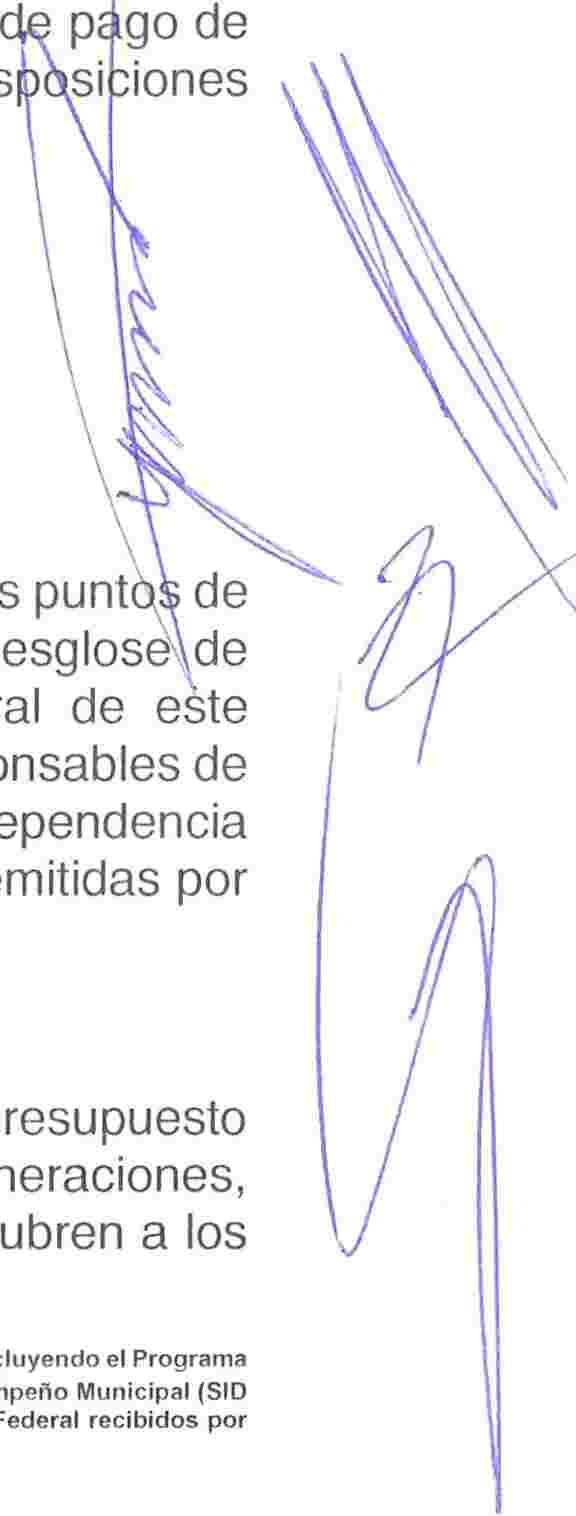 de pago de
sposiciones
s puntos de
esglose de
ral de este
onsables de
ependencia
emitidas por
resupuesto
neraciones,
ubren a los
cluyendo el Programa
mpeño Municipal (SID
Federal recibidos por